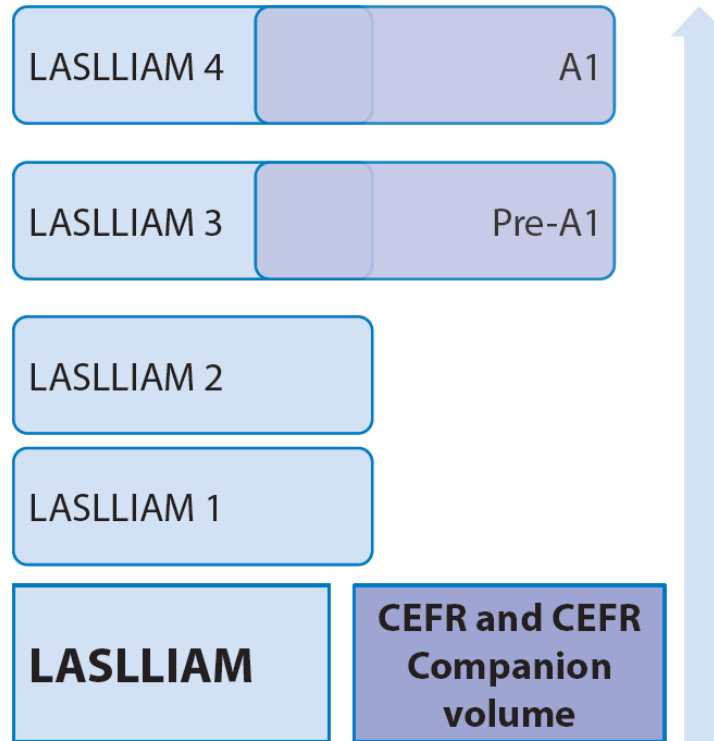 LASLLIAM 4
A1
LASLLIAM 3
Pre-A1
LASLLIAM 2
LASLLIAM 1
LASLLIAM
CEFR and CEFR
Companion
volume